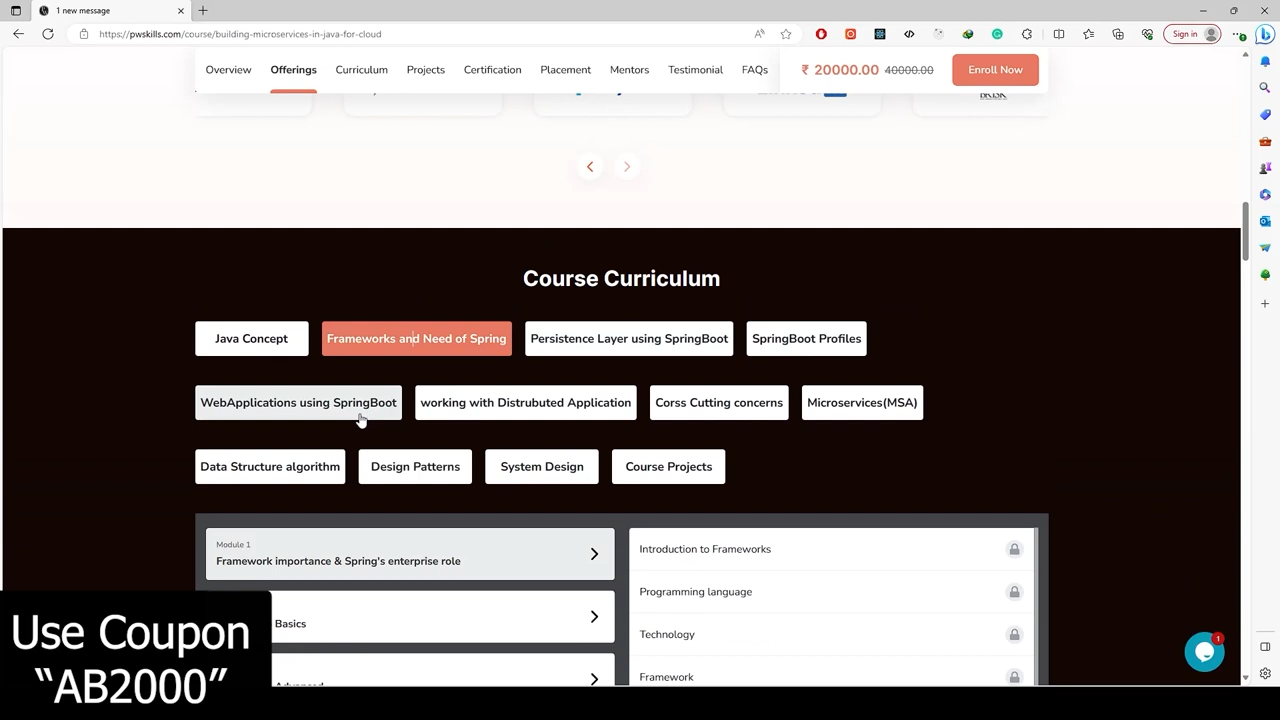 1 new message
https://pwskills.com/course/building-microservices-in-java-for-cloud
Sign in
Overview
Offerings
Curriculum
Projects
Certification
Placement
Mentors
Testimonial
FAQs
₹ 20000.00 40000.00
Enroll Now
Course Curriculum
Java Concept
Frameworks and Need of Spring
Persistence Layer using SpringBoot
SpringBoot Profiles
WebApplications using SpringBoot
working with Distrubuted Application
Corss Cutting concerns
Microservices(MSA)
Data Structure algorithm
Design Patterns
System Design
Course Projects
Module 1
Framework importance & Spring's enterprise role
Basics
Introduction to Frameworks
Programming language
Technology
Framework
1
Use Coupon
“AB2000”